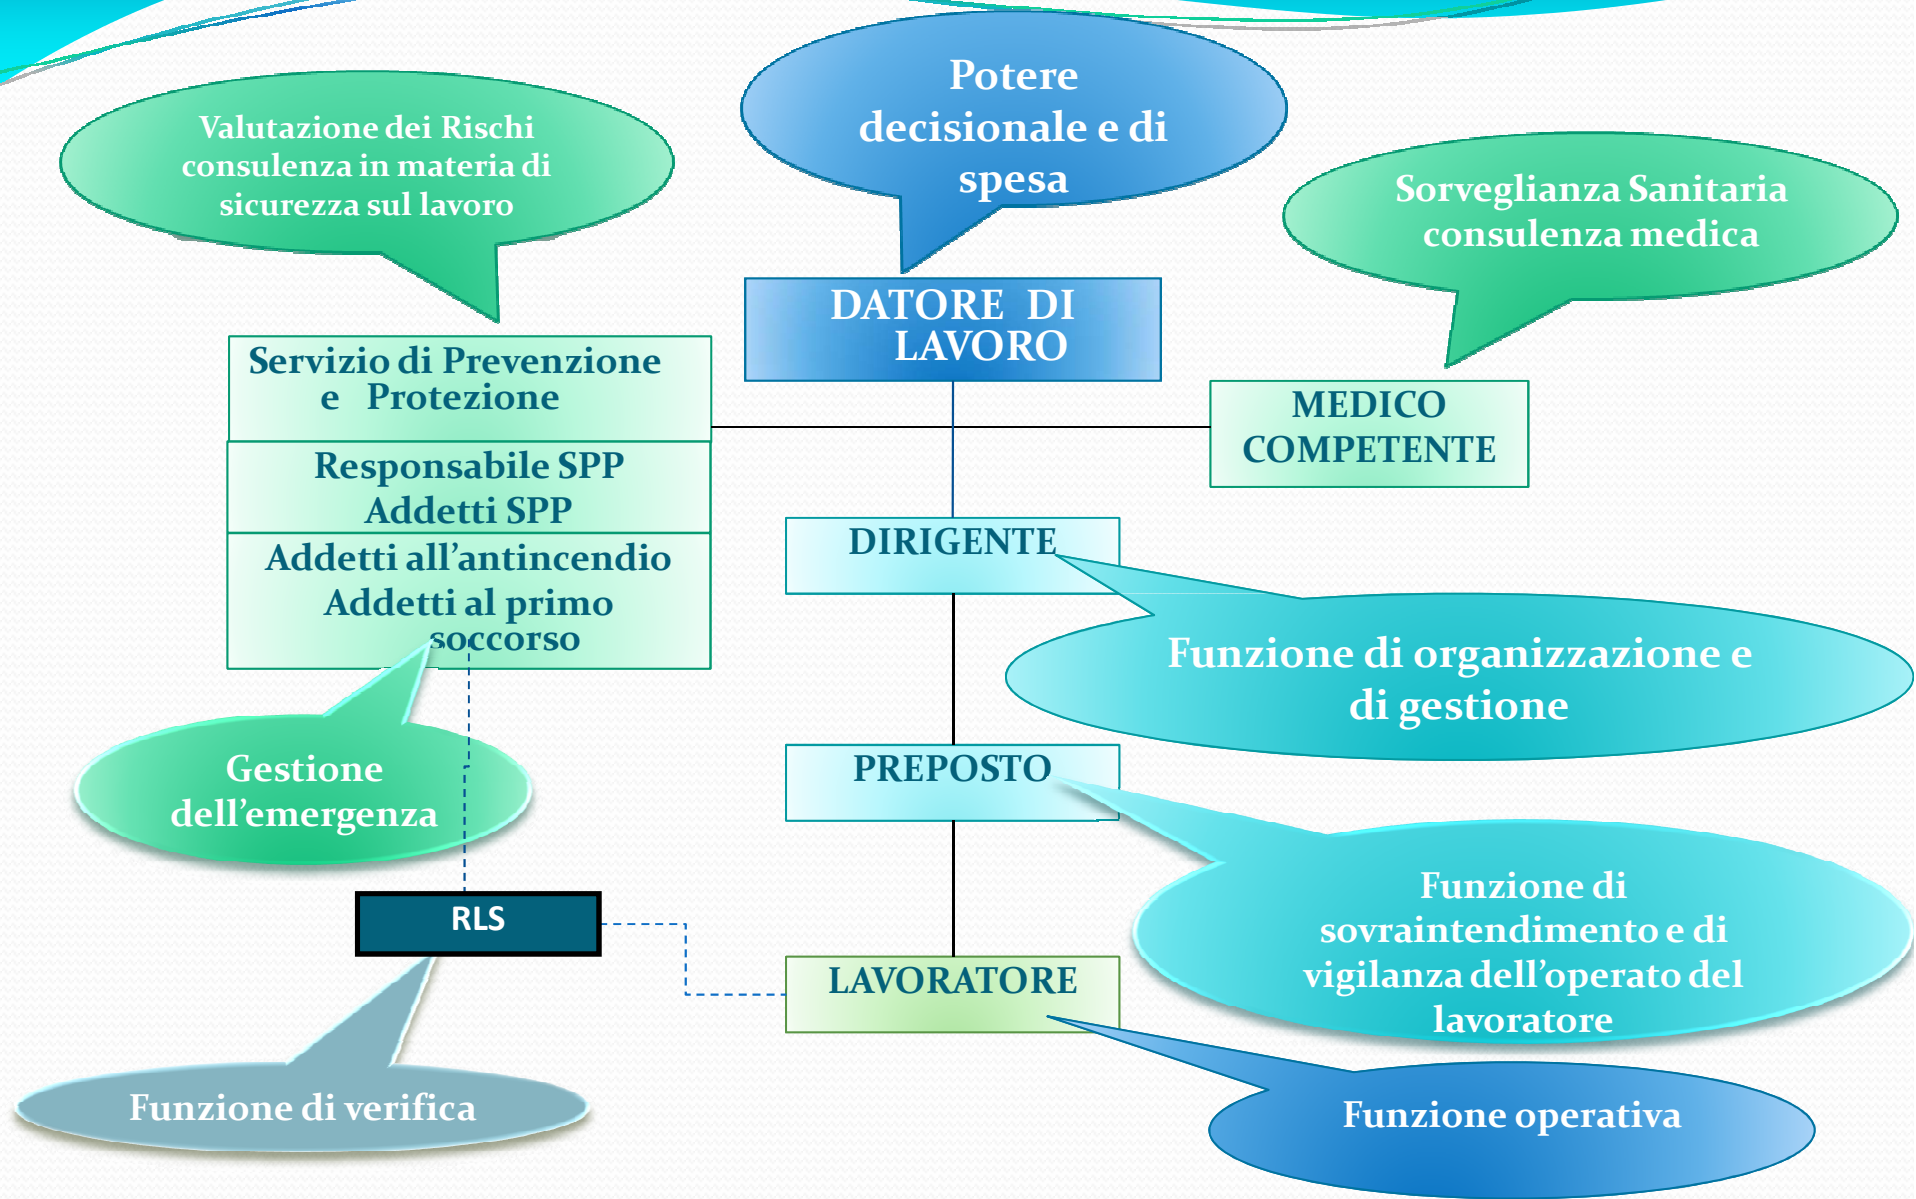 Potere
decisionale e di
spesa
Valutazione dei Rischi
consulenza in materia di
sicurezza sul lavoro
Sorveglianza Sanitaria
consulenza medica
DATORE DI
LAVORO
Servizio di Prevenzione
e Protezione
MEDICO
COMPETENTE
Responsabile SPP
Addetti SPP
DIRIGENTE
Addetti all’antincendio
Addetti al primo
soccorso
Funzione di organizzazione e
di gestione
Gestione
dell’emergenza
PREPOSTO
Funzione di
sovraintendimento e di
vigilanza dell’operato del
lavoratore
RLS
LAVORATORE
Funzione di verifica
Funzione operativa